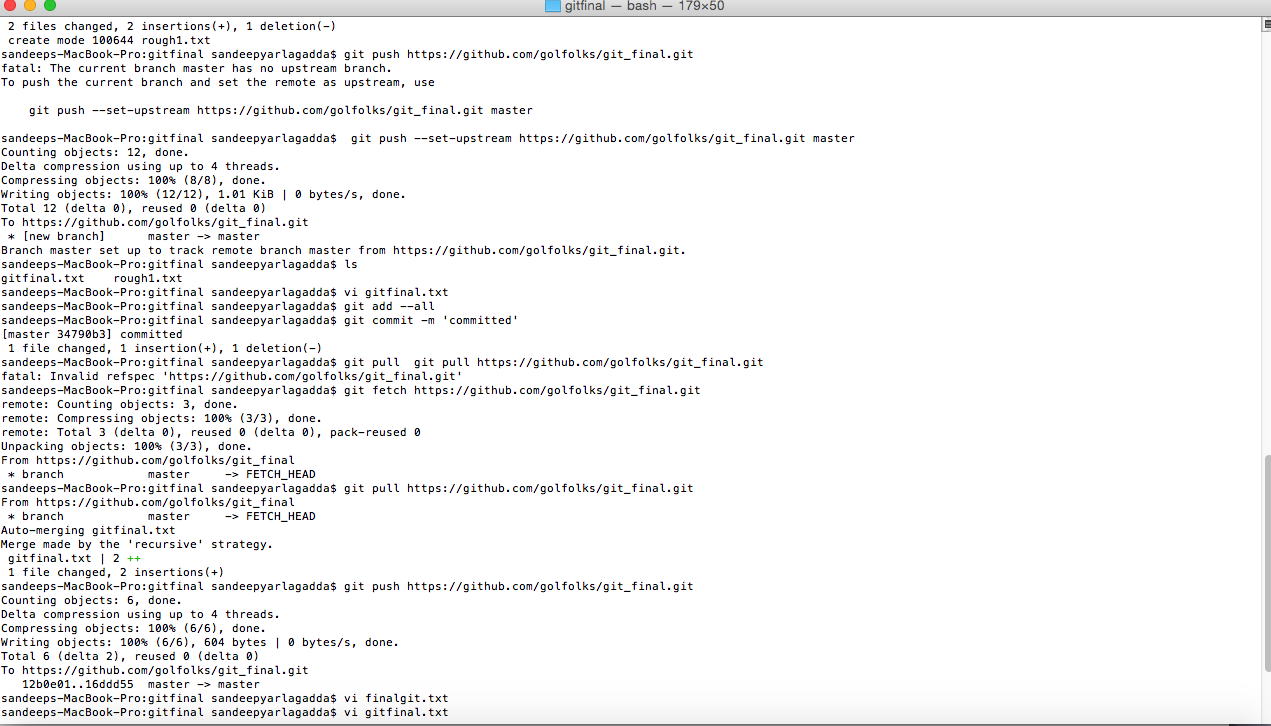 gitfinal — bash — 179×50
 2 files changed, 2 insertions(+), 1 deletion(-)
 create mode 100644 rough1.txt
sandeeps-MacBook-Pro:gitfinal sandeepyarlagadda$ git push https://github.com/golfolks/git_final.git
fatal: The current branch master has no upstream branch.
To push the current branch and set the remote as upstream, use
    git push --set-upstream https://github.com/golfolks/git_final.git master
sandeeps-MacBook-Pro:gitfinal sandeepyarlagadda$  git push --set-upstream https://github.com/golfolks/git_final.git master
Counting objects: 12, done.
Delta compression using up to 4 threads.
Compressing objects: 100% (8/8), done.
Writing objects: 100% (12/12), 1.01 KiB | 0 bytes/s, done.
Total 12 (delta 0), reused 0 (delta 0)
To https://github.com/golfolks/git_final.git
 * [new branch]      master -> master
Branch master set up to track remote branch master from https://github.com/golfolks/git_final.git.
sandeeps-MacBook-Pro:gitfinal sandeepyarlagadda$ ls
gitfinal.txt    rough1.txt
sandeeps-MacBook-Pro:gitfinal sandeepyarlagadda$ vi gitfinal.txt
sandeeps-MacBook-Pro:gitfinal sandeepyarlagadda$ git add --all
sandeeps-MacBook-Pro:gitfinal sandeepyarlagadda$ git commit -m 'committed'
[master 34790b3] committed
 1 file changed, 1 insertion(+), 1 deletion(-)
sandeeps-MacBook-Pro:gitfinal sandeepyarlagadda$ git pull  git pull https://github.com/golfolks/git_final.git
fatal: Invalid refspec 'https://github.com/golfolks/git_final.git'
sandeeps-MacBook-Pro:gitfinal sandeepyarlagadda$ git fetch https://github.com/golfolks/git_final.git
remote: Counting objects: 3, done.
remote: Compressing objects: 100% (3/3), done.
remote: Total 3 (delta 0), reused 0 (delta 0), pack-reused 0
Unpacking objects: 100% (3/3), done.
From https://github.com/golfolks/git_final
 * branch            master     -> FETCH_HEAD
sandeeps-MacBook-Pro:gitfinal sandeepyarlagadda$ git pull https://github.com/golfolks/git_final.git
From https://github.com/golfolks/git_final
 * branch            master     -> FETCH_HEAD
Auto-merging gitfinal.txt
Merge made by the 'recursive' strategy.
 gitfinal.txt | 2 ++
 1 file changed, 2 insertions(+)
sandeeps-MacBook-Pro:gitfinal sandeepyarlagadda$ git push https://github.com/golfolks/git_final.git
Counting objects: 6, done.
Delta compression using up to 4 threads.
Compressing objects: 100% (6/6), done.
Writing objects: 100% (6/6), 604 bytes | 0 bytes/s, done.
Total 6 (delta 2), reused 0 (delta 0)
To https://github.com/golfolks/git_final.git
   12b0e01..16ddd55  master -> master
sandeeps-MacBook-Pro:gitfinal sandeepyarlagadda$ vi finalgit.txt
sandeeps-MacBook-Pro:gitfinal sandeepyarlagadda$ vi gitfinal.txt